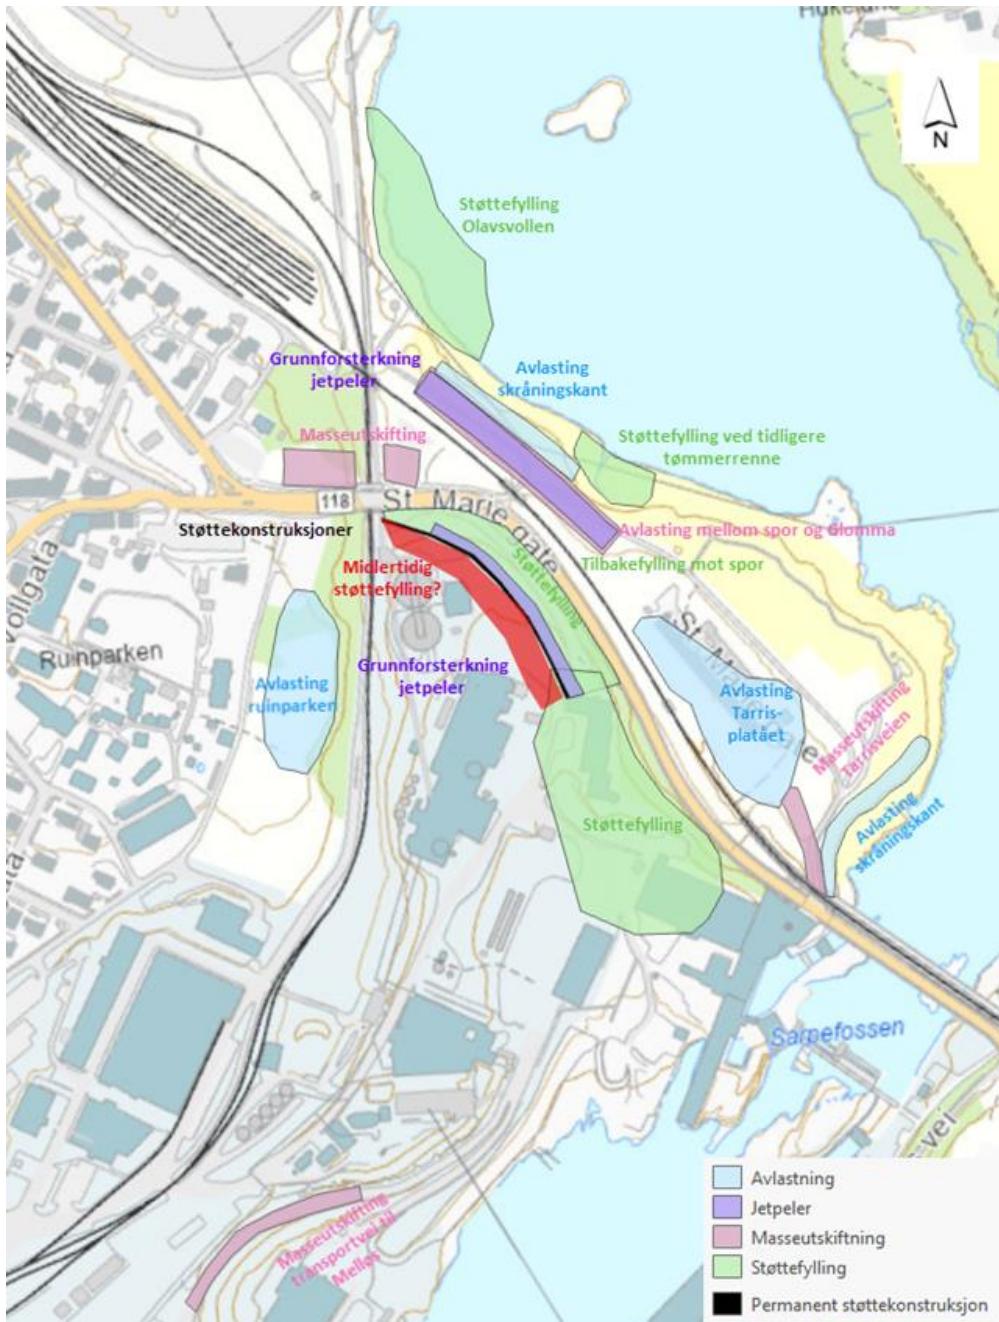 N
Støttefylling
Olavsvollen
Grunnforsterkning
jetpeler
Avlasting
skråningskant
Masseutskifting
Støttefylling ved tidligere
tømmerrenne
118
St. Marie gate
Støttekonstruksjoner
Avlasting mellom spor og Glomma
Tilbakefylling mot spor
Støttefylling
Midlertidig
støttefylling?
Ruinparken
Grunnforsterkning
jetpeler
Avlasting
ruinparken
Avlasting
Tarris-
platået
Masseutskifting
Tarrisveien
Støttefylling
Avlasting
skråningskant
Sarpefossen
Masseutskifting
transportvei til
Melløs
Avlastning
Jetpeler
Masseutskiftning
Støttefylling
Permanent støttekonstruksjon